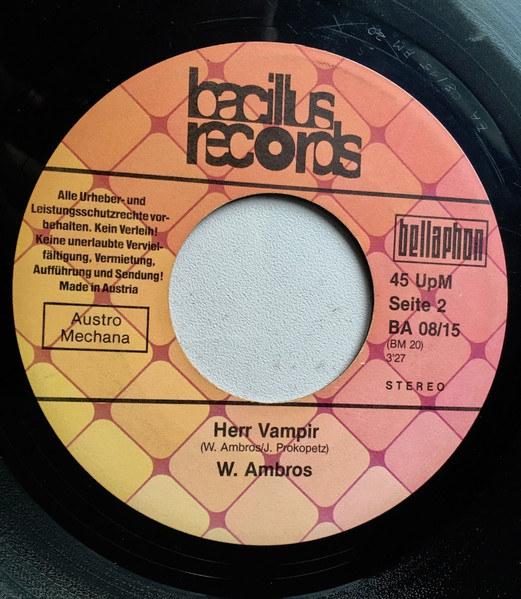 bacillus
records
Alle Urheber- und
Leistungsschutzrechte vor-
behalten. Kein Verleih!
Keine unerlaubte Verviel-
fältigung, Vermietung,
Aufführung und Sendung!
Made in Austria
Austro
Mechana
bellaphon
45 UpM
Seite 2
BA 08/15
(BM 20)
3'27
STEREO
Herr Vampir
(W. Ambros/J. Prokopetz)
W. Ambros